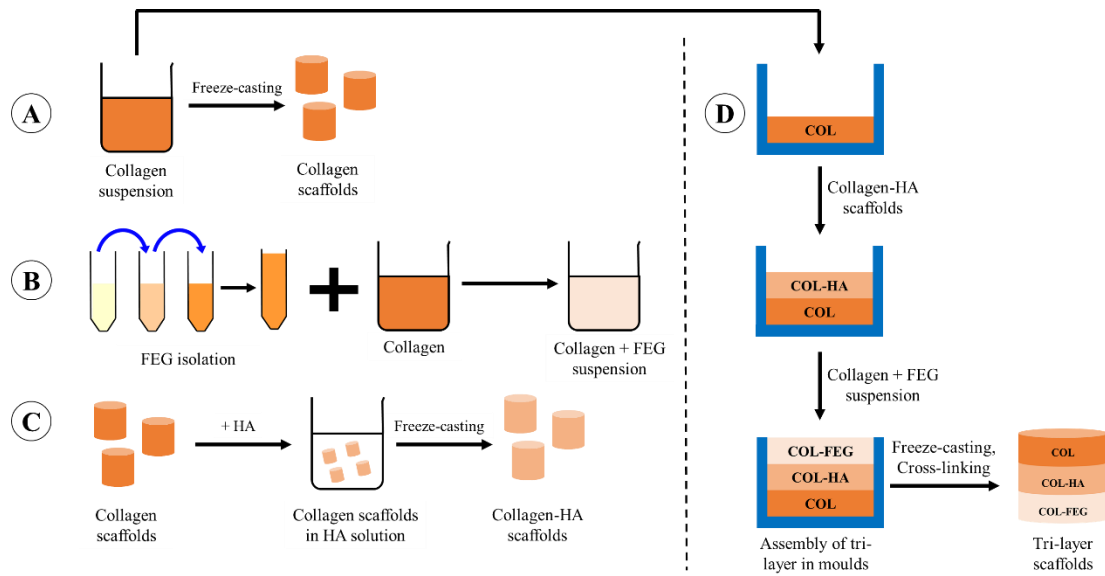 A
Freeze-casting
Collagen
suspension
Collagen
scaffolds
B
FEG isolation
Collagen
Collagen + FEG
suspension
C
+ HA
Freeze-casting
Collagen
scaffolds
Collagen scaffolds
in HA solution
Collagen-HA
scaffolds
D
COL
Collagen-HA
scaffolds
COL-HA
COL
Collagen + FEG
suspension
COL-FEG
COL-HA
COL
Freeze-casting,
Cross-linking
COL
COL-HA
COL-FEG
Assembly of tri-
layer in moulds
Tri-layer
scaffolds